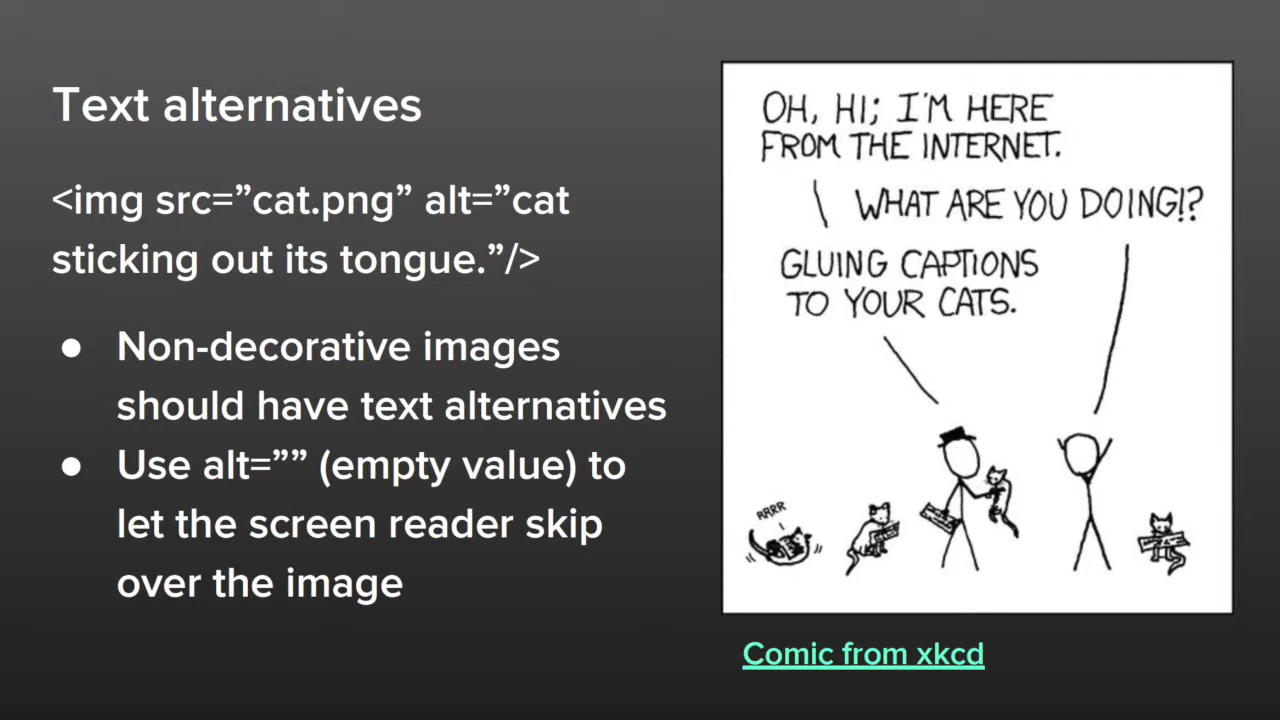 Text alternatives
<img src=”cat.png” alt=”cat
sticking out its tongue.”/>
● Non-decorative images
should have text alternatives
● Use alt=”” (empty value) to
let the screen reader skip
over the image
OH, HI; I'M HERE
FROM THE INTERNET.
WHAT ARE YOU DOING!?
GLUING CAPTIONS
TO YOUR CATS.
RRRR
Comic from xkcd